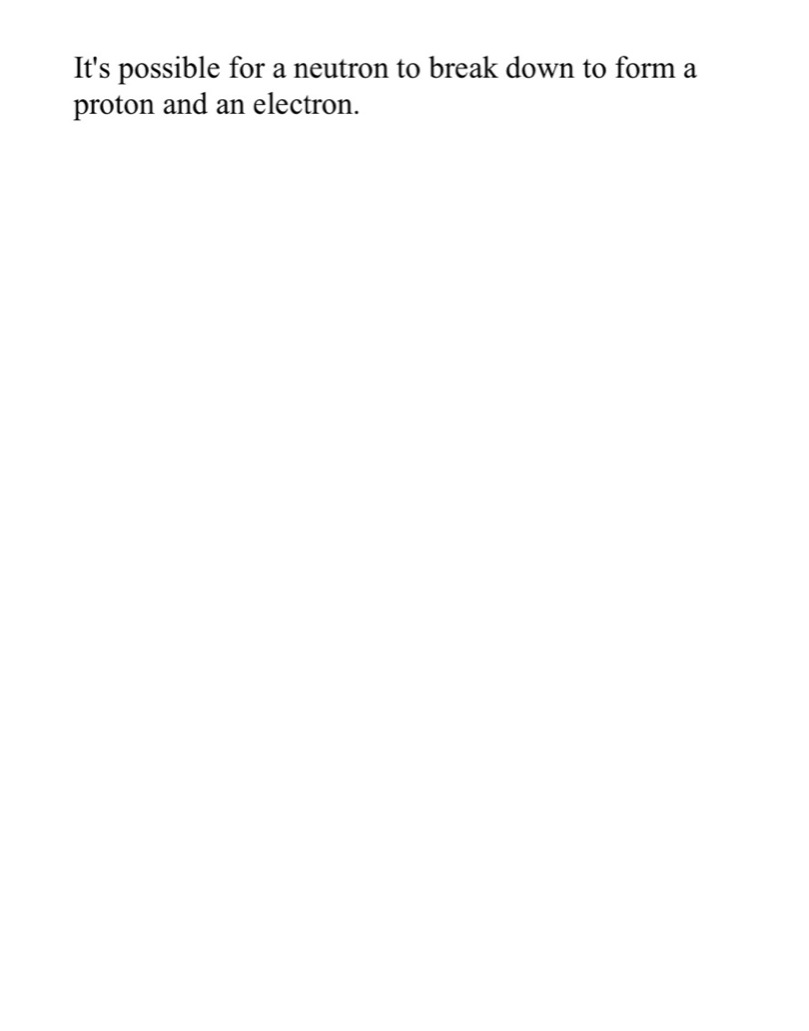 It's possible for a neutron to break down to form a
proton and an electron.